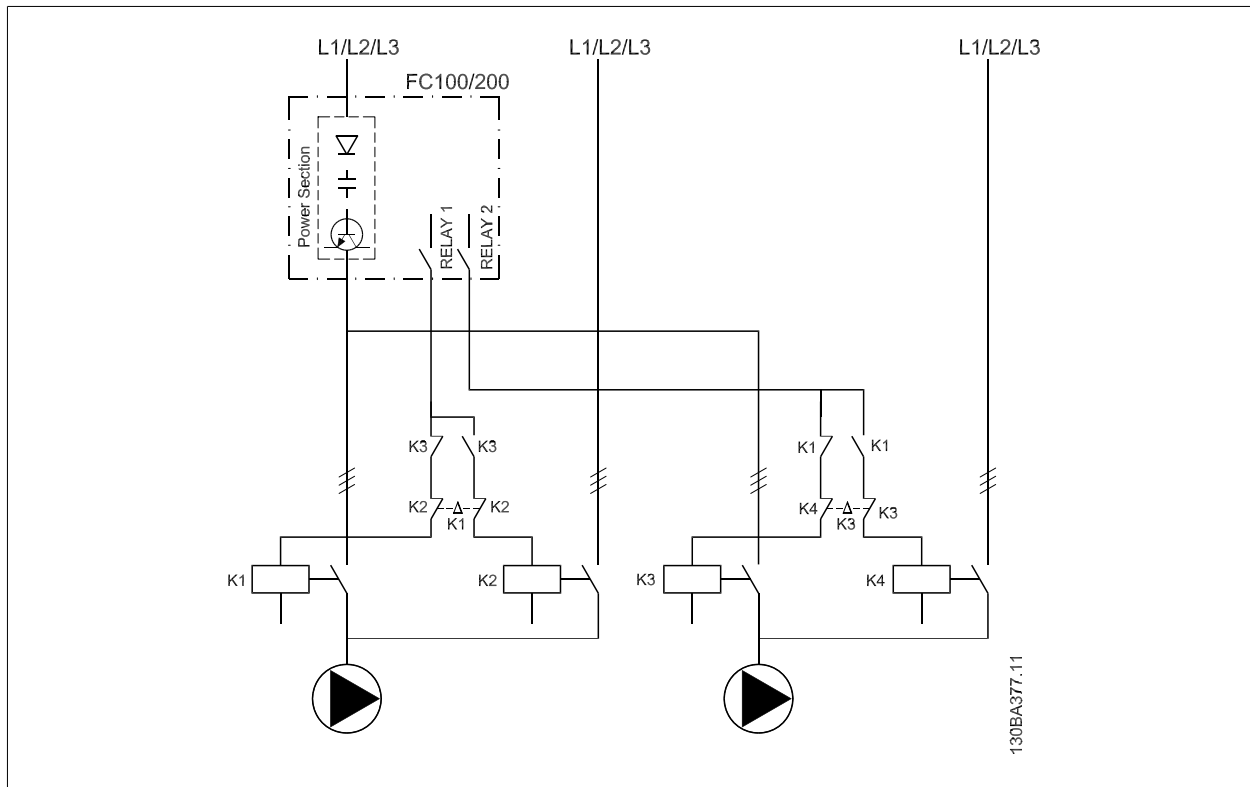 L1/L2/L3
L1/L2/L3
L1/L2/L3
FC100/200
Power Section
RELAY 1
RELAY 2
K3
K3
K1
K1
K2
K2
K1
K4
K3
K3
K1
K2
K3
K4
130BA377.11